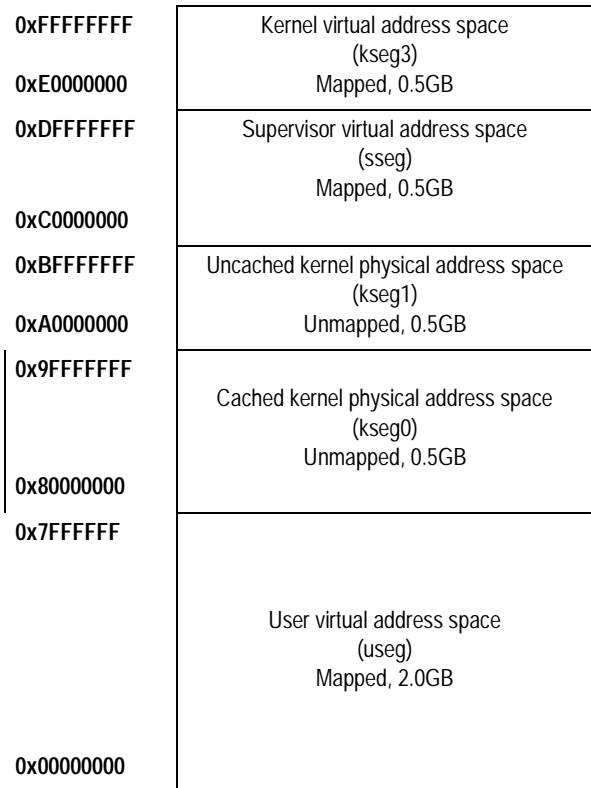 0xFFFFFFFF Kernel virtual address space
(kseg3)
0xE0000000 Mapped, 0.5GB
0xDFFFFFFF Supervisor virtual address space
(sseg)
Mapped, 0.5GB
0xC0000000
0xBFFFFFFF Uncached kernel physical address space
(kseg1)
0xA0000000 Unmapped, 0.5GB
0x9FFFFFFF
Cached kernel physical address space
(kseg0)
Unmapped, 0.5GB
0x80000000
0x7FFFFFF
User virtual address space
(useg)
Mapped, 2.0GB
0x00000000